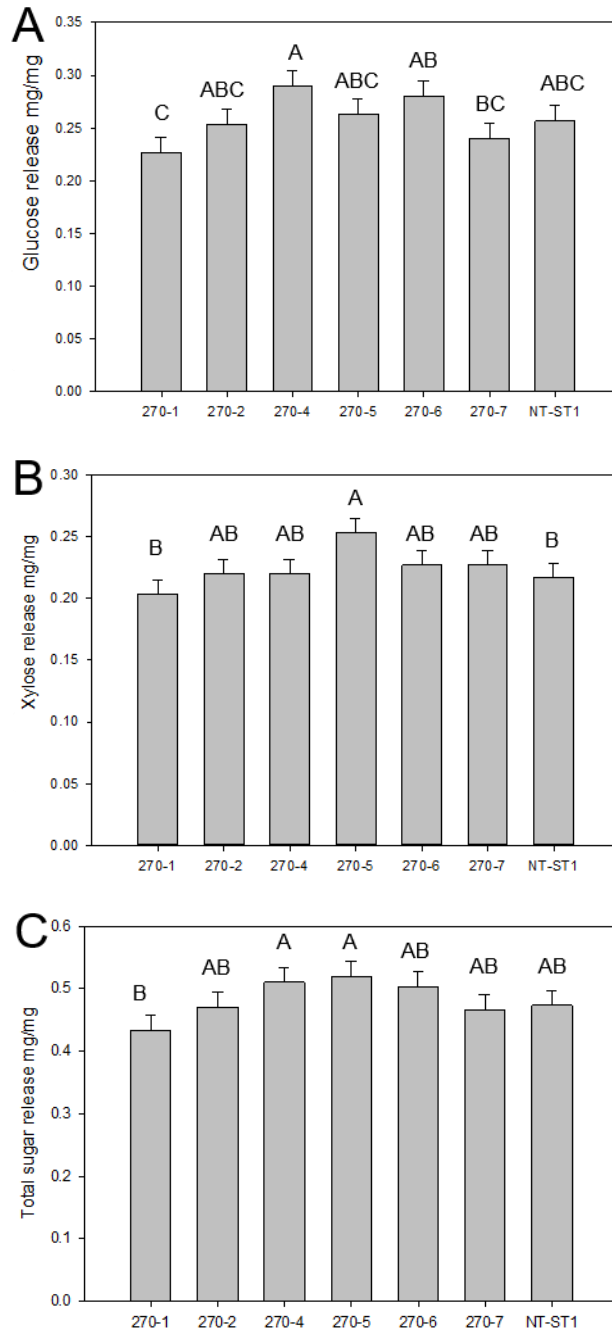 A
Glucose release mg/mg
0.35
0.30
0.25
0.20
0.15
0.10
0.05
0.00
C ABC A ABC AB BC ABC
270-1 270-2 270-4 270-5 270-6 270-7 NT-ST1
B
Xylose release mg/mg
0.30
0.25
0.20
0.15
0.10
0.05
0.00
B AB AB A AB AB B
270-1 270-2 270-4 270-5 270-6 270-7 NT-ST1
C
Total sugar release mg/mg
0.6
0.5
0.4
0.3
0.2
0.1
0.0
B AB A A AB AB AB
270-1 270-2 270-4 270-5 270-6 270-7 NT-ST1